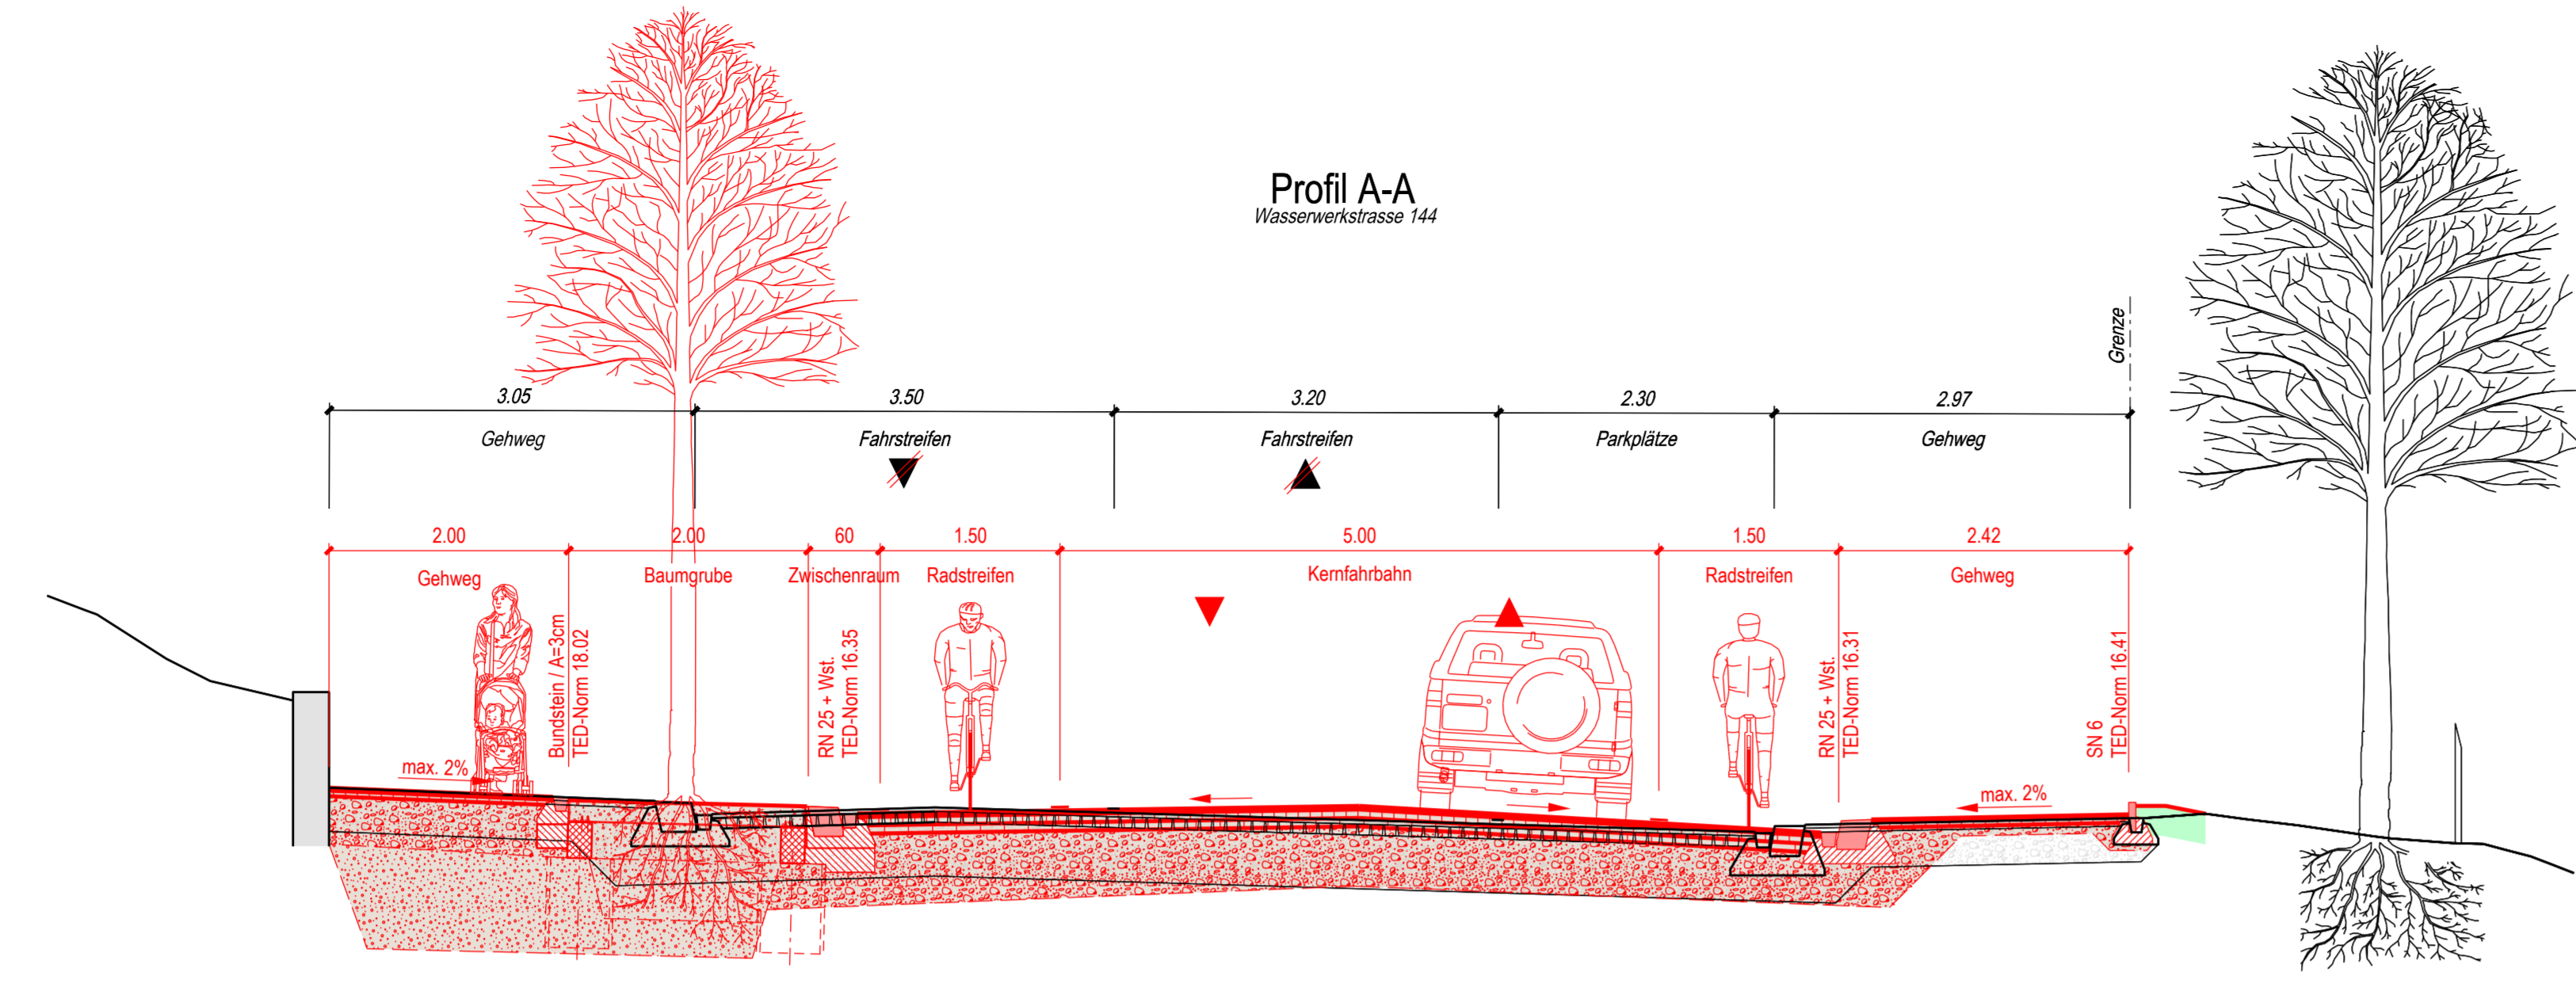 Profil A-A
Wasserwerkstrasse 144
Grenze
3.05
3.50
3.20
2.30
2.97
Gehweg
Fahrstreifen
Fahrstreifen
Parkplätze
Gehweg
2.00
2.00
60
1.50
5.00
1.50
2.42
Gehweg
Baumgrube
Zwischenraum
Radstreifen
Kernfahrbahn
Radstreifen
Gehweg
Bundstein / A=3cm
TED-Norm 18.02
RN 25 + Wst.
TED-Norm 16.35
RN 25 + Wst.
TED-Norm 16.31
SN 6
TED-Norm 16.41
max. 2%
max. 2%